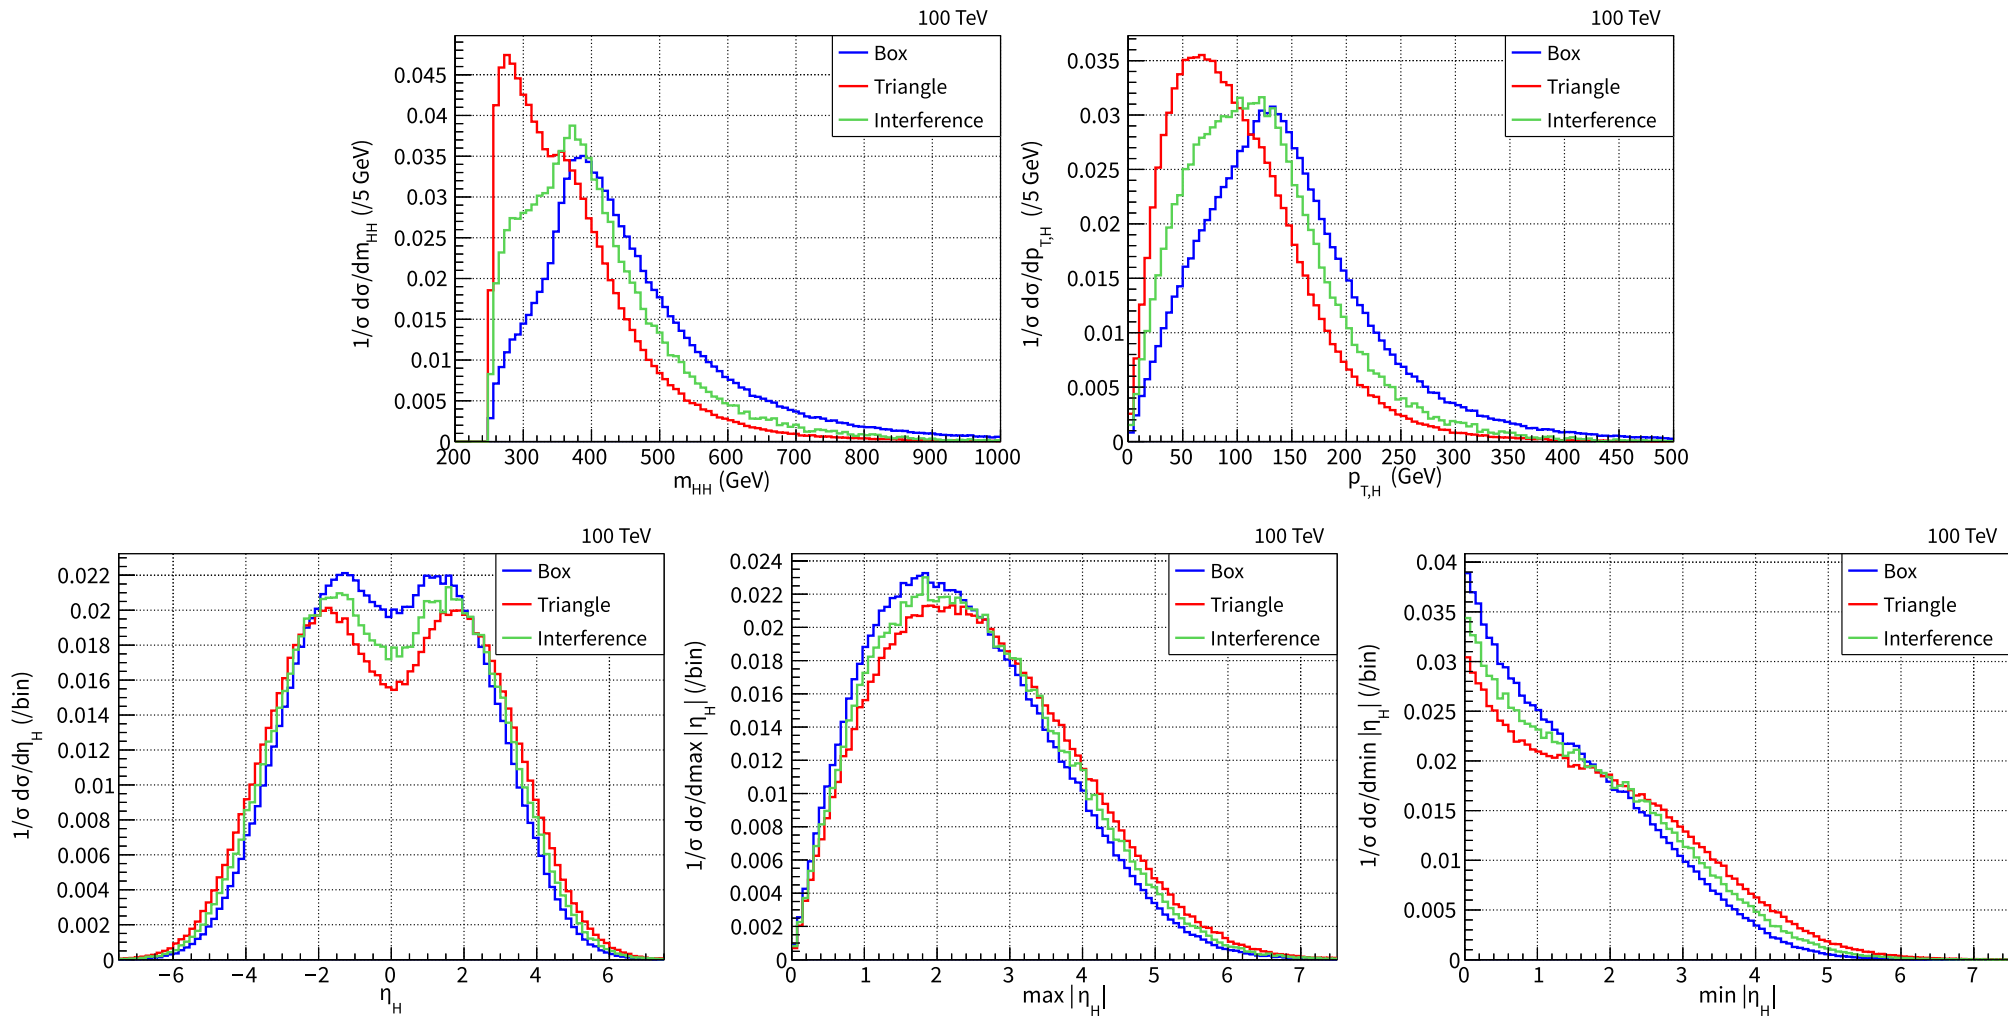 100 TeV
1/σ dσ/dm_HH (/5 GeV)
0.045
0.04
0.035
0.03
0.025
0.02
0.015
0.01
0.005
0
Box
Triangle
Interference
200 300 400 500 600 700 800 900 1000
m_HH (GeV)
100 TeV
1/σ dσ/dp_T,H (/5 GeV)
0.035
0.03
0.025
0.02
0.015
0.01
0.005
0
Box
Triangle
Interference
0 50 100 150 200 250 300 350 400 450 500
p_T,H (GeV)
100 TeV
1/σ dσ/dη_H (/bin)
0.022
0.02
0.018
0.016
0.014
0.012
0.01
0.008
0.006
0.004
0.002
0
Box
Triangle
Interference
−6 −4 −2 0 2 4 6
η_H
100 TeV
1/σ dσ/dmax |η_H| (/bin)
0.024
0.022
0.02
0.018
0.016
0.014
0.012
0.01
0.008
0.006
0.004
0.002
0
Box
Triangle
Interference
0 1 2 3 4 5 6 7
max |η_H|
100 TeV
1/σ dσ/dmin |η_H| (/bin)
0.04
0.035
0.03
0.025
0.02
0.015
0.01
0.005
0
Box
Triangle
Interference
0 1 2 3 4 5 6 7
min |η_H|